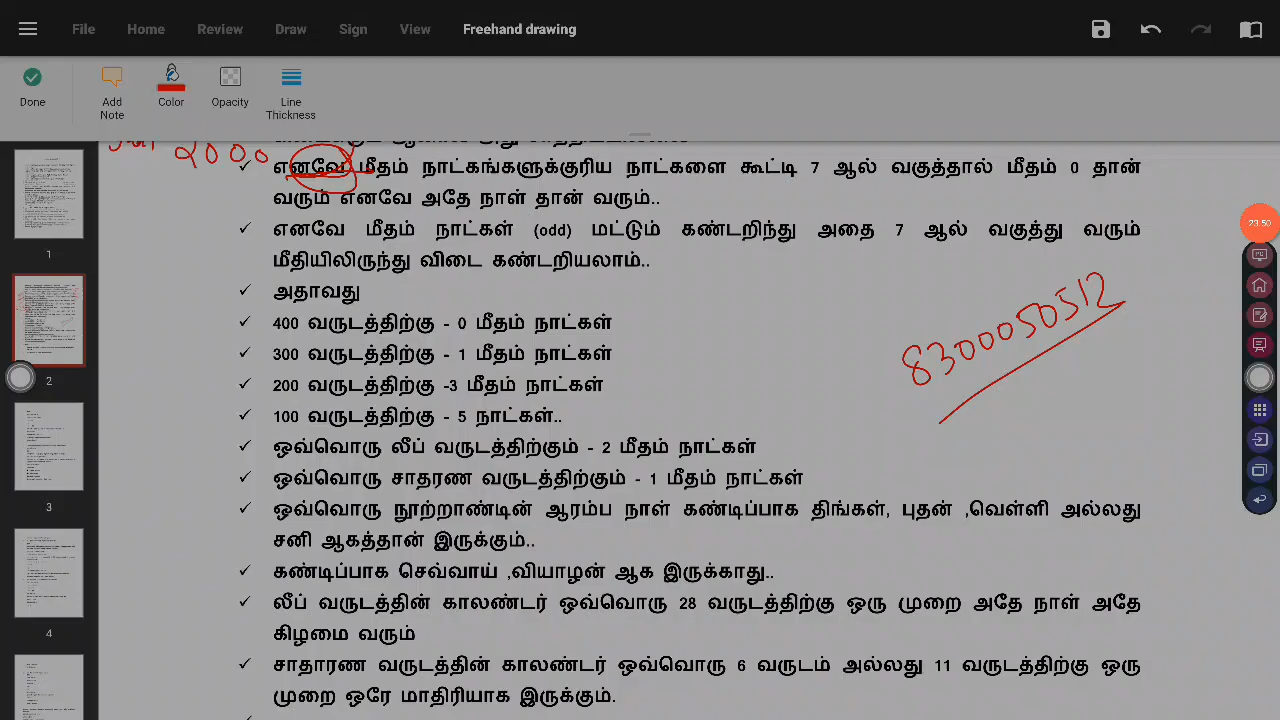 File Home Review Draw Sign View Freehand drawing
Done Add Note Color Opacity Line Thickness
2000
எனவே மீதம் நாட்கங்களுக்குரிய நாட்களை கூட்டி 7 ஆல் வகுத்தால் மீதம் 0 தான்
வரும் எனவே அதே நாள் தான் வரும்..
எனவே மீதம் நாட்கள் (odd) மட்டும் கண்டறிந்து அதை 7 ஆல் வகுத்து வரும்
மீதியிலிருந்து விடை கண்டறியலாம்..
அதாவது
400 வருடத்திற்கு - 0 மீதம் நாட்கள்
300 வருடத்திற்கு - 1 மீதம் நாட்கள்
200 வருடத்திற்கு -3 மீதம் நாட்கள்
100 வருடத்திற்கு - 5 நாட்கள்..
8300050512
ஒவ்வொரு லீப் வருடத்திற்கும் - 2 மீதம் நாட்கள்
ஒவ்வொரு சாதரண வருடத்திற்கும் - 1 மீதம் நாட்கள்
ஒவ்வொரு நூற்றாண்டின் ஆரம்ப நாள் கண்டிப்பாக திங்கள், புதன் ,வெள்ளி அல்லது
சனி ஆகத்தான் இருக்கும்..
கண்டிப்பாக செவ்வாய் ,வியாழன் ஆக இருக்காது..
லீப் வருடத்தின் காலண்டர் ஒவ்வொரு 28 வருடத்திற்கு ஒரு முறை அதே நாள் அதே
கிழமை வரும்
சாதாரண வருடத்தின் காலண்டர் ஒவ்வொரு 6 வருடம் அல்லது 11 வருடத்திற்கு ஒரு
முறை ஒரே மாதிரியாக இருக்கும்.
1
2
3
4
23:50